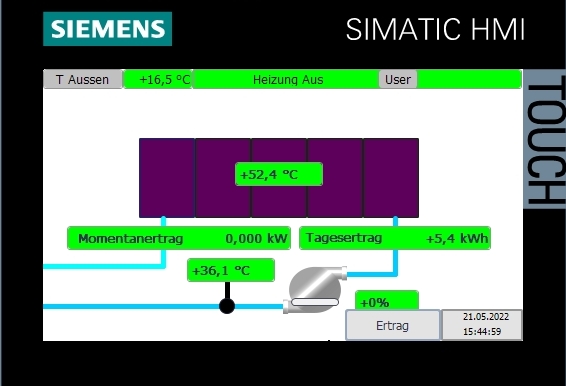 SIEMENS
SIMATIC HMI
TOUCH
T Aussen +16,5 °C Heizung Aus User
+52,4 °C
Momentanertrag 0,000 kW Tagesertrag +5,4 kWh
+36,1 °C
+0%
Ertrag
21.05.2022
15:44:59